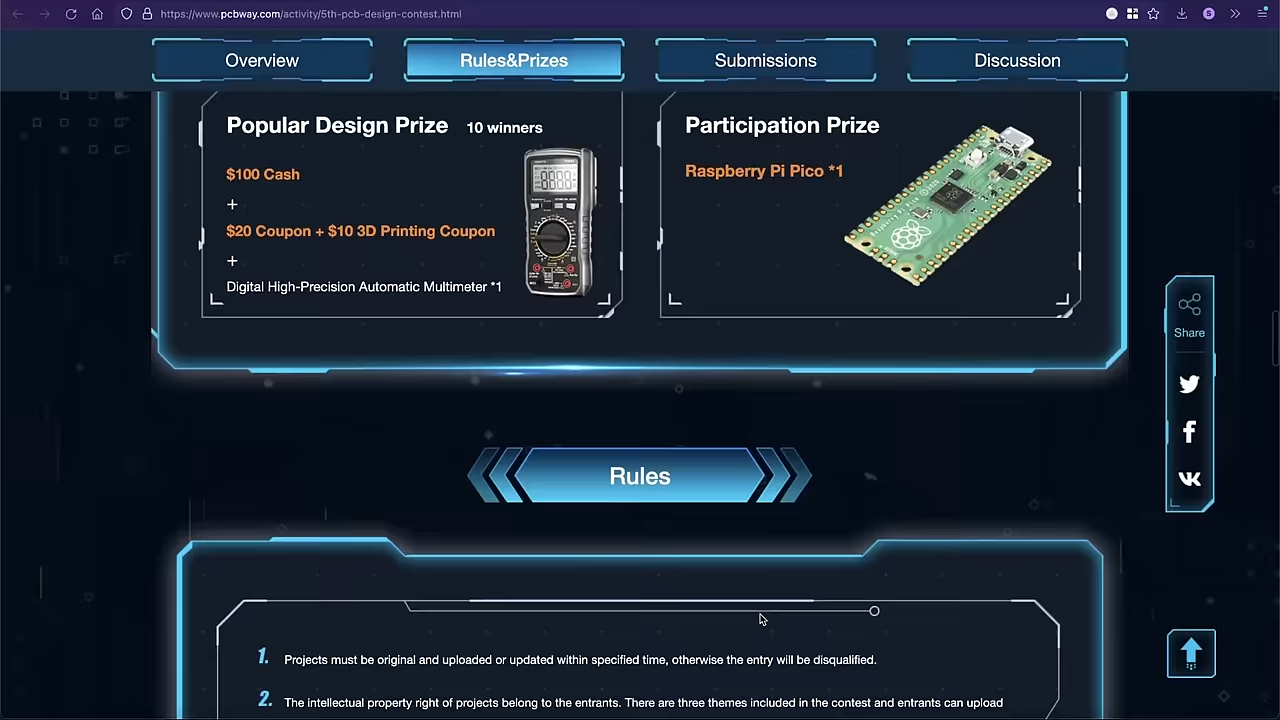 https://www.pcbway.com/activity/5th-pcb-design-contest.html
Overview
Rules&Prizes
Submissions
Discussion
Popular Design Prize 10 winners
$100 Cash
+
$20 Coupon + $10 3D Printing Coupon
+
Digital High-Precision Automatic Multimeter *1
Participation Prize
Raspberry Pi Pico *1
Share
Rules
1. Projects must be original and uploaded or updated within specified time, otherwise the entry will be disqualified.
2. The intellectual property right of projects belong to the entrants. There are three themes included in the contest and entrants can upload